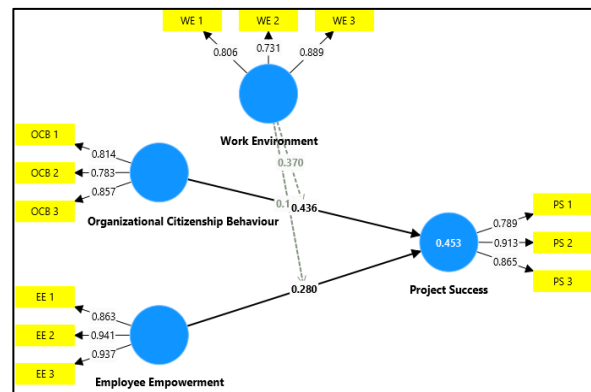 WE 1 WE 2 WE 3
0.806 0.731 0.889
Work Environment
0.370
OCB 1
OCB 2
OCB 3
0.814
0.783
0.857
Organizational Citizenship Behaviour
0.436
PS 1
PS 2
PS 3
0.789
0.913
0.865
0.453
Project Success
0.280
EE 1
EE 2
EE 3
0.863
0.941
0.937
Employee Empowerment